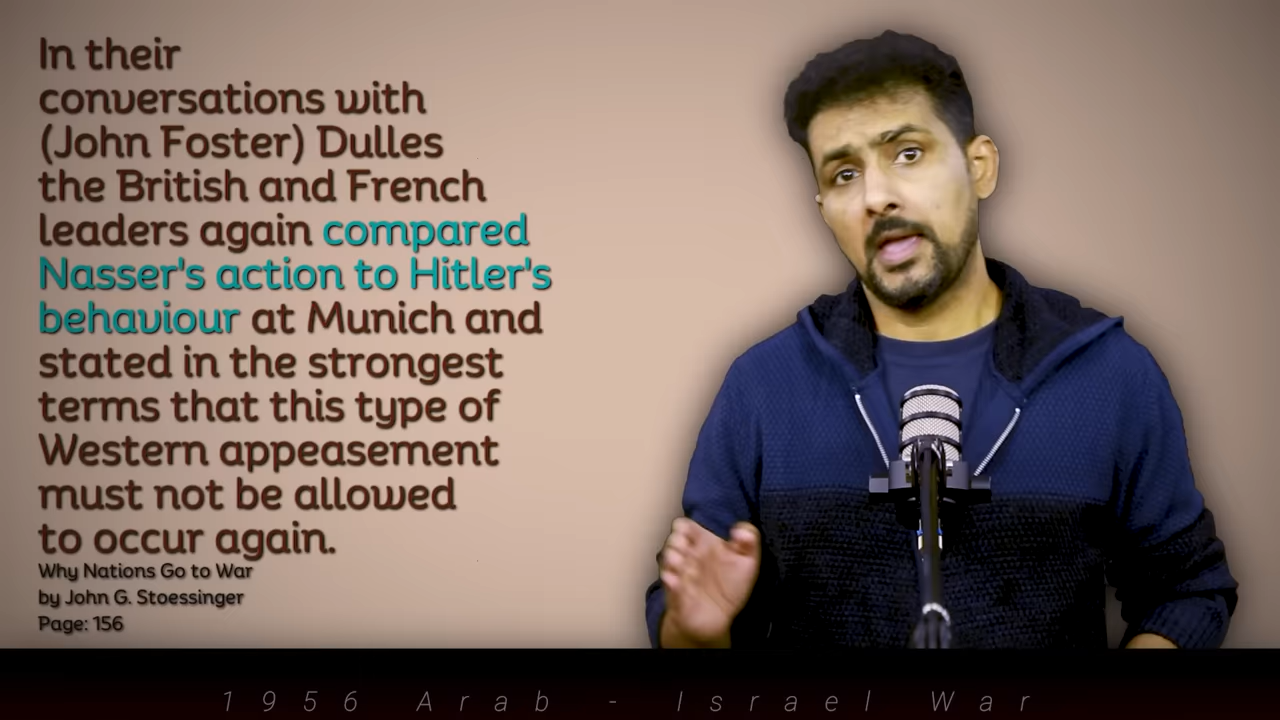 In their
conversations with
(John Foster) Dulles
the British and French
leaders again compared
Nasser's action to Hitler's
behaviour at Munich and
stated in the strongest
terms that this type of
Western appeasement
must not be allowed
to occur again.
Why Nations Go to War
by John G. Stoessinger
Page: 156
1956 Arab - Israel War